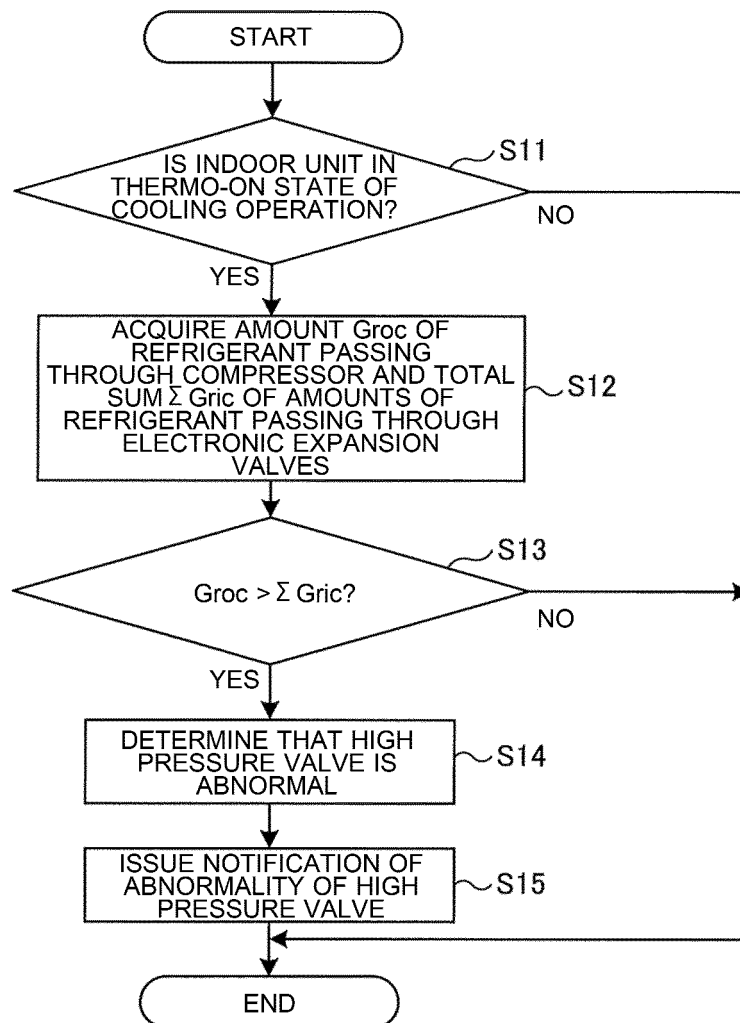 START
IS INDOOR UNIT IN
THERMO-ON STATE OF
COOLING OPERATION?
S11
NO
YES
ACQUIRE AMOUNT Groc OF
REFRIGERANT PASSING
THROUGH COMPRESSOR AND TOTAL
SUM Σ Gric OF AMOUNTS OF
REFRIGERANT PASSING THROUGH
ELECTRONIC EXPANSION
VALVES
S12
Groc > Σ Gric?
S13
NO
YES
DETERMINE THAT HIGH
PRESSURE VALVE IS
ABNORMAL
S14
ISSUE NOTIFICATION OF
ABNORMALITY OF HIGH
PRESSURE VALVE
S15
END